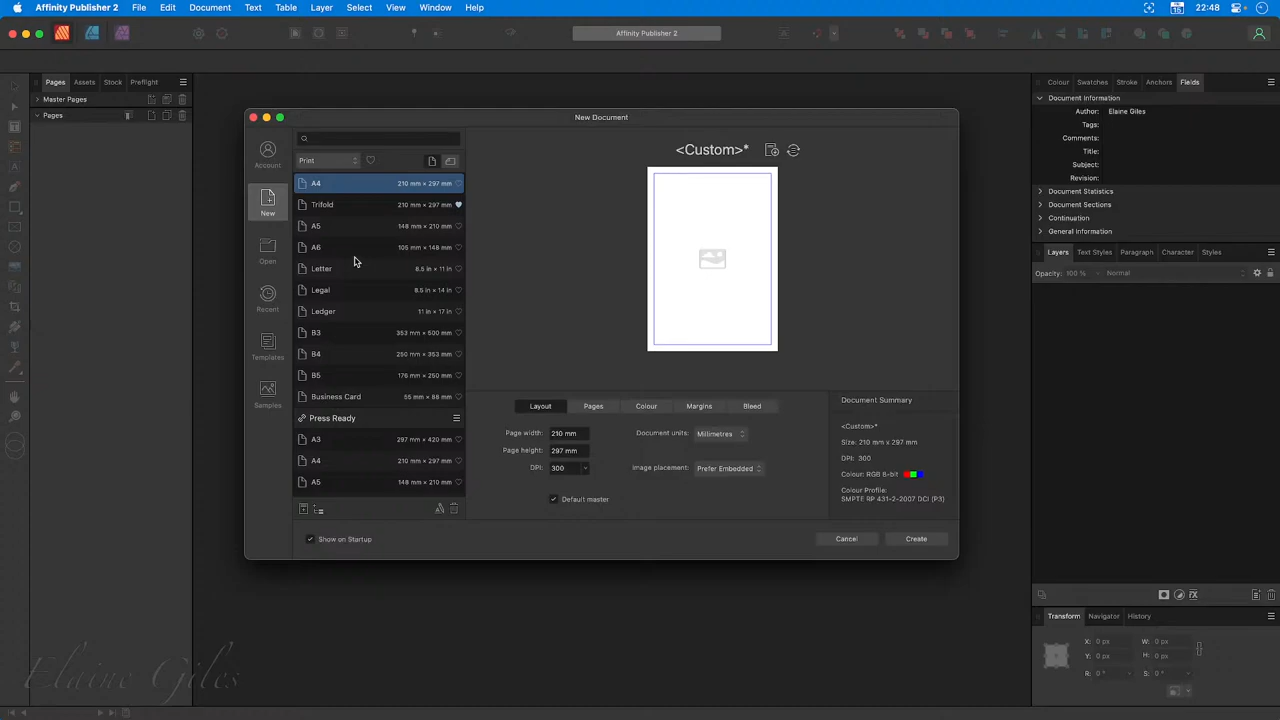 Affinity Publisher 2 File Edit Document Text Table Layer Select View Window Help 22:48
Affinity Publisher 2
Pages Assets Stock Preflight
Master Pages
Pages
Colour Swatches Stroke Anchors Fields
Document Information
Author: Elaine Giles
Tags:
Comments:
Title:
Subject:
Revision:
Document Statistics
Document Sections
Continuation
General Information
Layers Text Styles Paragraph Character Styles
Opacity: 100 % Normal
Transform Navigator History
X: 0 px W: 0 px
Y: 0 px H: 0 px
R: 0 ° S: 0 °
New Document
Account
New
Open
Recent
Templates
Samples
Print
A4 210 mm × 297 mm
Trifold 210 mm × 297 mm
A5 148 mm × 210 mm
A6 105 mm × 148 mm
Letter 8.5 in × 11 in
Legal 8.5 in × 14 in
Ledger 11 in × 17 in
B3 353 mm × 500 mm
B4 250 mm × 353 mm
B5 176 mm × 250 mm
Business Card 55 mm × 88 mm
Press Ready
A3 297 mm × 420 mm
A4 210 mm × 297 mm
A5 148 mm × 210 mm
<Custom>*
Layout Pages Colour Margins Bleed
Page width: 210 mm Document units: Millimetres
Page height: 297 mm
DPI: 300 Image placement: Prefer Embedded
Default master
Document Summary
<Custom>*
Size: 210 mm x 297 mm
DPI: 300
Colour: RGB 8-bit
Colour Profile:
SMPTE RP 431-2-2007 DCI (P3)
Show on Startup
Cancel Create
Elaine Giles